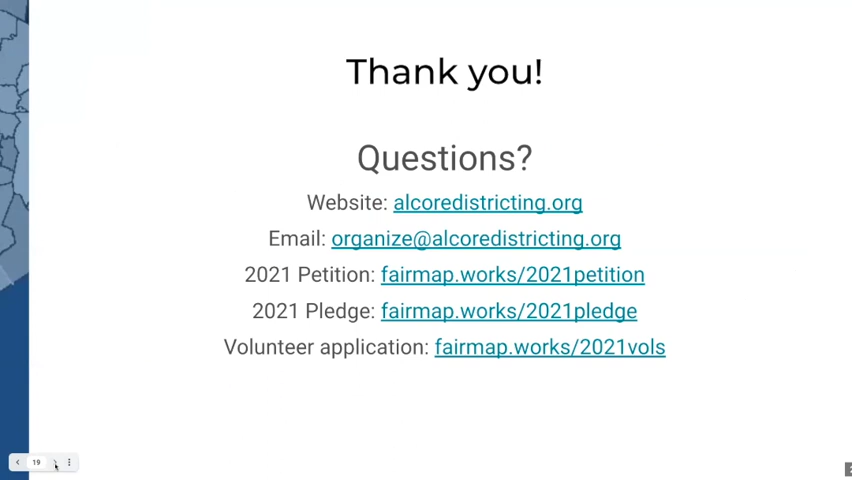 Thank you!
Questions?
Website: alcoredistricting.org
Email: organize@alcoredistricting.org
2021 Petition: fairmap.works/2021petition
2021 Pledge: fairmap.works/2021pledge
Volunteer application: fairmap.works/2021vols
19